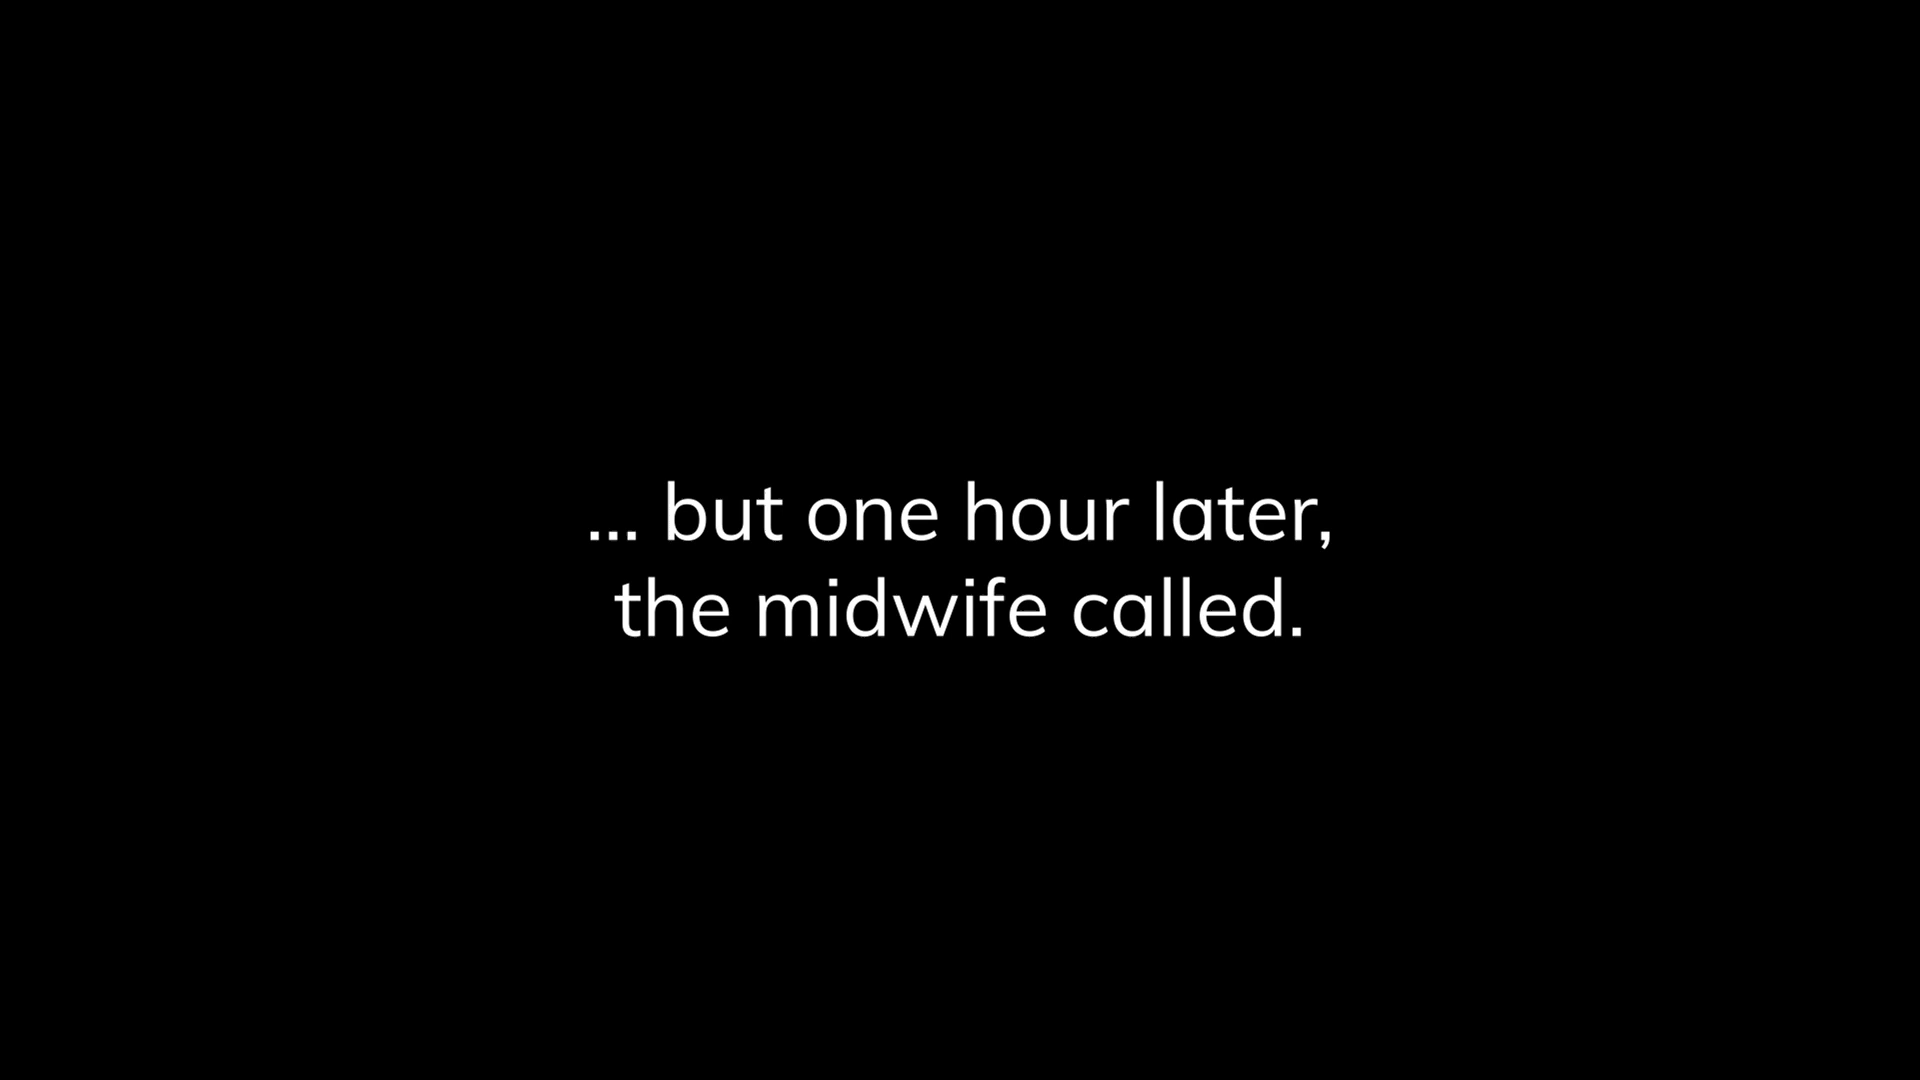 ... but one hour later,
the midwife called.